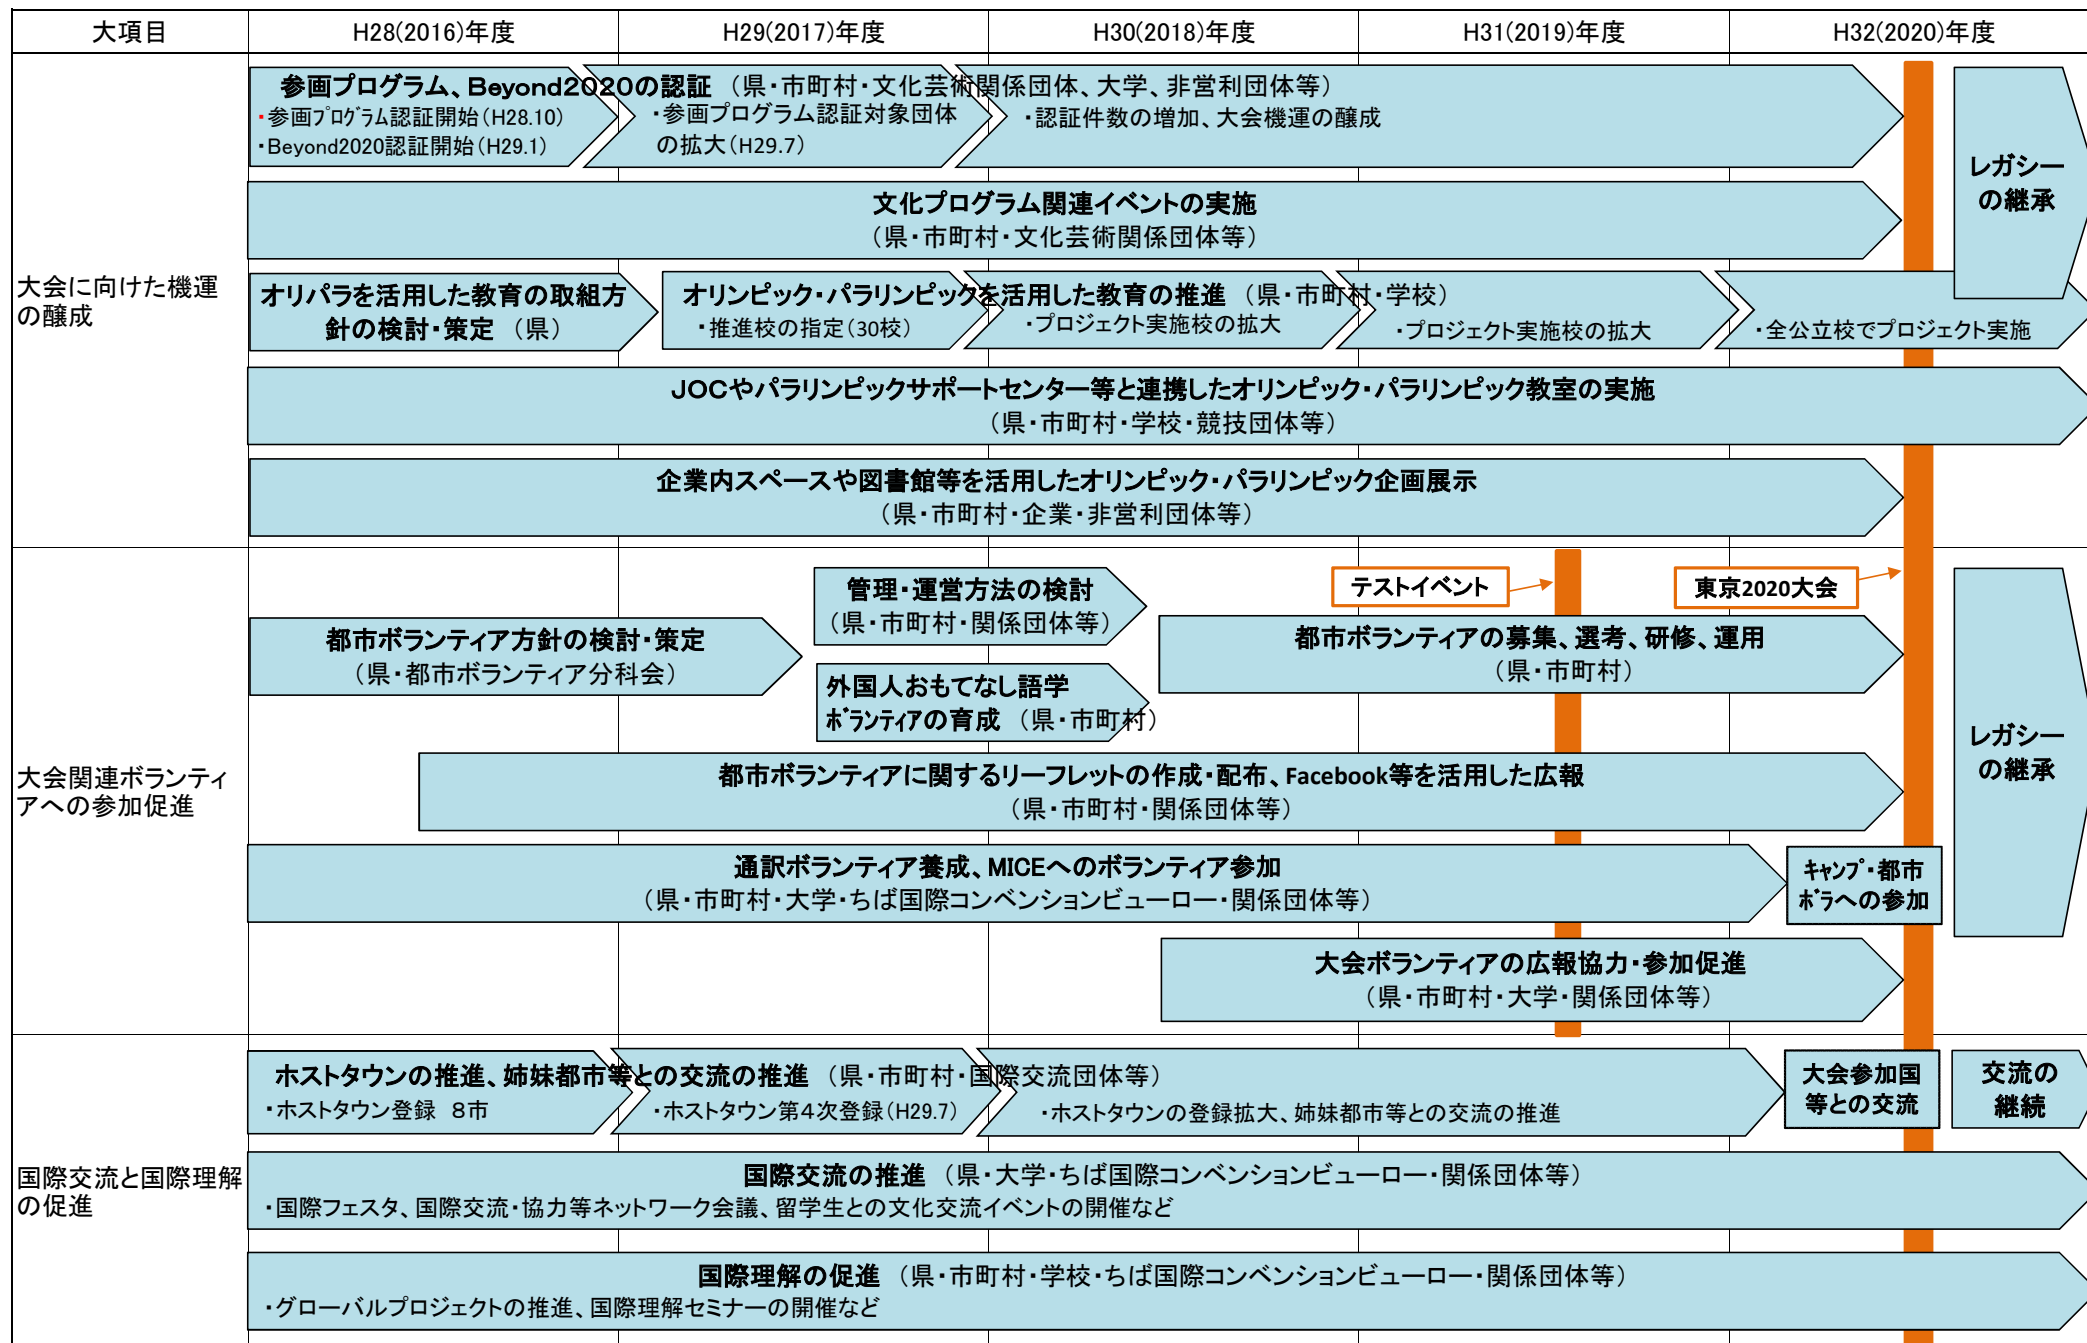 大項目
H28(2016)年度
H29(2017)年度
H30(2018)年度
H31(2019)年度
H32(2020)年度
大会に向けた機運
の醸成
参画プログラム、Beyond2020の認証（県・市町村・文化芸術関係団体、大学、非営利団体等）
・参画ﾌﾟﾛｸﾞﾗﾑ認証開始（H28.10）
・Beyond2020認証開始（H29.1）
・参画プログラム認証対象団体
の拡大（H29.7）
・認証件数の増加、大会機運の醸成
レガシー
の継承
文化プログラム関連イベントの実施
（県・市町村・文化芸術関係団体等）
オリパラを活用した教育の取組方
針の検討・策定（県）
オリンピック・パラリンピックを活用した教育の推進（県・市町村・学校）
・推進校の指定（30校）
・プロジェクト実施校の拡大
・プロジェクト実施校の拡大
・全公立校でプロジェクト実施
JOCやパラリンピックサポートセンター等と連携したオリンピック・パラリンピック教室の実施
（県・市町村・学校・競技団体等）
企業内スペースや図書館等を活用したオリンピック・パラリンピック企画展示
（県・市町村・企業・非営利団体等）
大会関連ボランティ
アへの参加促進
テストイベント
東京2020大会
都市ボランティア方針の検討・策定
（県・都市ボランティア分科会）
管理・運営方法の検討
（県・市町村・関係団体等）
外国人おもてなし語学
ﾎﾞﾗﾝﾃｨｱの育成（県・市町村）
都市ボランティアの募集、選考、研修、運用
（県・市町村）
レガシー
の継承
都市ボランティアに関するリーフレットの作成・配布、Facebook等を活用した広報
（県・市町村・関係団体等）
通訳ボランティア養成、MICEへのボランティア参加
（県・市町村・大学・ちば国際コンベンションビューロー・関係団体等）
ｷｬﾝﾌﾟ・都市
ﾎﾞﾗへの参加
大会ボランティアの広報協力・参加促進
（県・市町村・大学・関係団体等）
国際交流と国際理解
の促進
ホストタウンの推進、姉妹都市等との交流の推進（県・市町村・国際交流団体等）
・ホストタウン登録　8市
・ホストタウン第4次登録（H29.7）
・ホストタウンの登録拡大、姉妹都市等との交流の推進
大会参加国
等との交流
交流の
継続
国際交流の推進（県・大学・ちば国際コンベンションビューロー・関係団体等）
・国際フェスタ、国際交流・協力等ネットワーク会議、留学生との文化交流イベントの開催など
国際理解の促進（県・市町村・学校・ちば国際コンベンションビューロー・関係団体等）
・グローバルプロジェクトの推進、国際理解セミナーの開催など